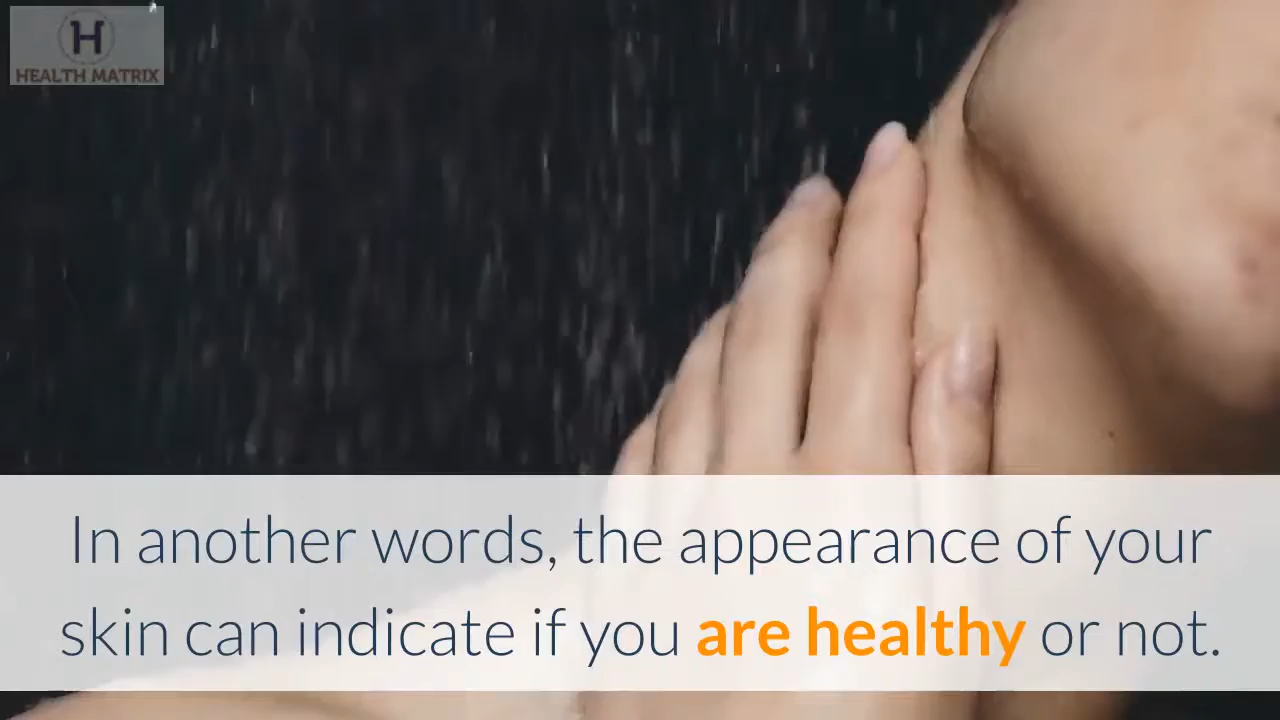 H
HEALTH MATRIX
In another words, the appearance of your
skin can indicate if you are healthy or not.